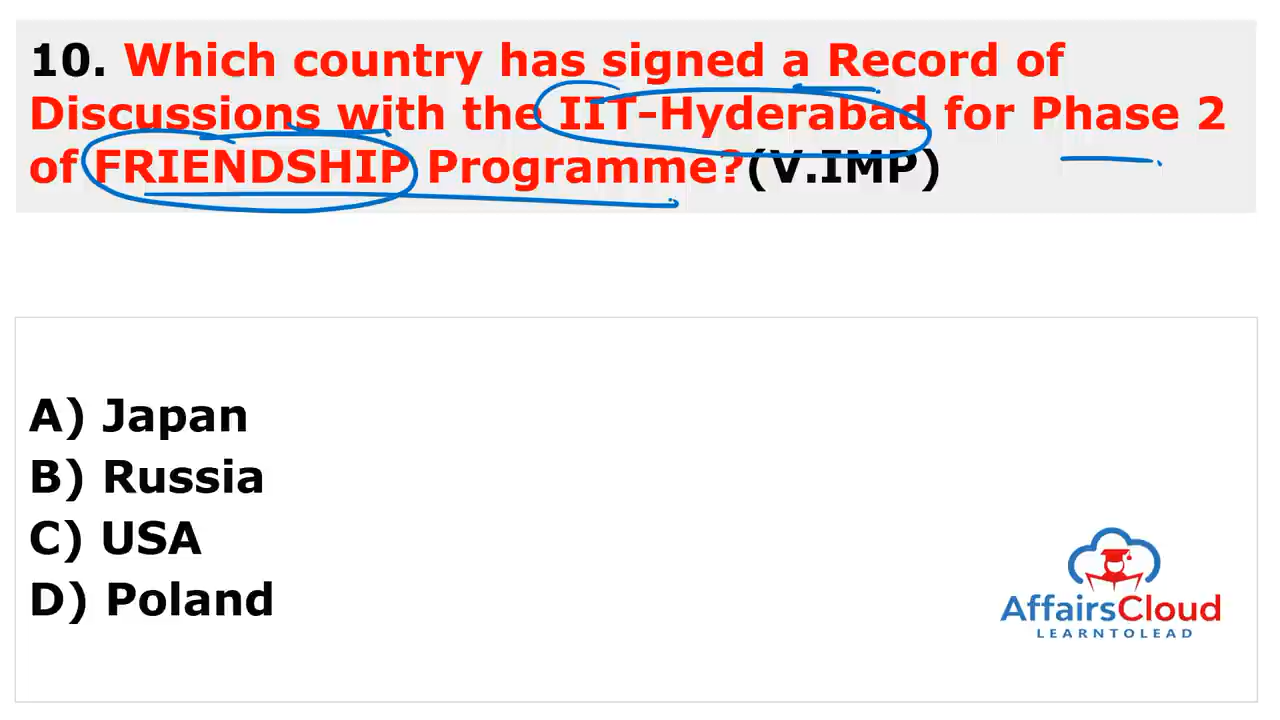 10. Which country has signed a Record of
Discussions with the IIT-Hyderabad for Phase 2
of FRIENDSHIP Programme?(V.IMP)
A) Japan
B) Russia
C) USA
D) Poland
AffairsCloud
LEARNTOLEAD